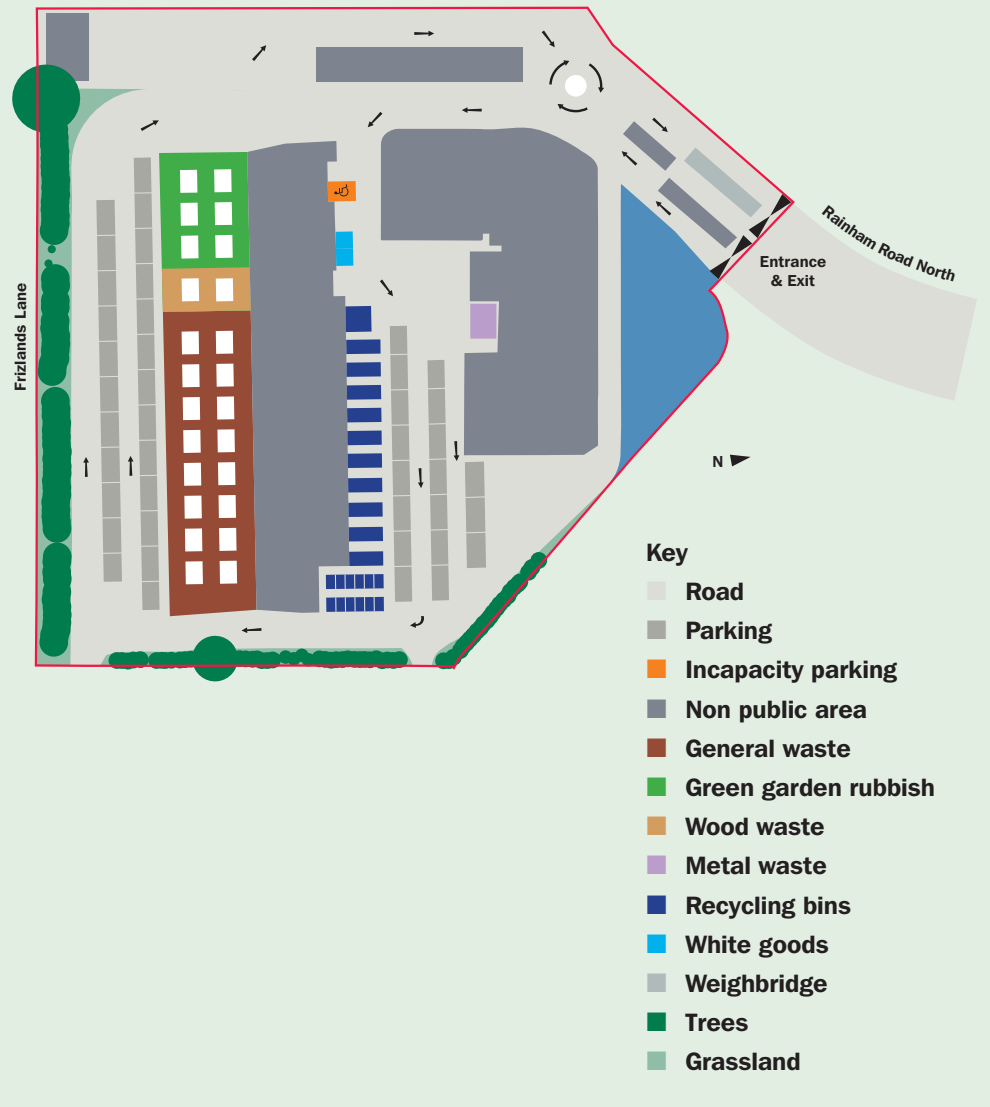 Frizlands Lane
Rainham Road North
Entrance
& Exit
N
Key
Road
Parking
Incapacity parking
Non public area
General waste
Green garden rubbish
Wood waste
Metal waste
Recycling bins
White goods
Weighbridge
Trees
Grassland